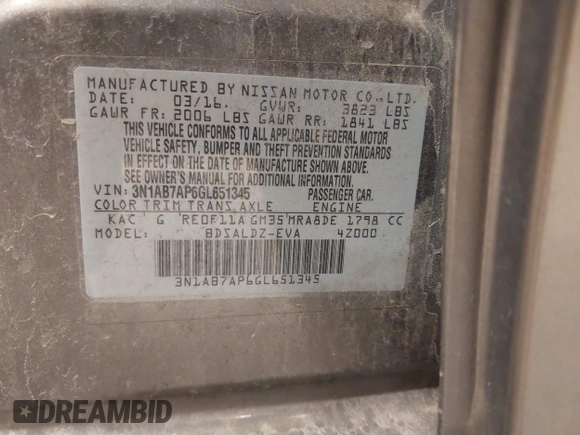 MANUFACTURED BY NISSAN MOTOR CO., LTD.
DATE: 03/16. GVWR: 3823 LBS
GAWR FR: 2006 LBS GAWR RR: 1841 LBS
THIS VEHICLE CONFORMS TO ALL APPLICABLE FEDERAL MOTOR
VEHICLE SAFETY, BUMPER AND THEFT PREVENTION STANDARDS
IN EFFECT ON THE DATE OF MANUFACTURE SHOWN ABOVE.
SEE OWNER'S MANUAL FOR ADDITIONAL INFORMATION.
VIN: 3N1AB7AP6GL651345 PASSENGER CAR.
COLOR TRIM TRANS. AXLE ENGINE
KAC G RE0F11A GM35 MRA8DE 1798 CC
MODEL BDSALDZ-EVA 4Z000
3N1AB7AP6GL651345
DREAMBID